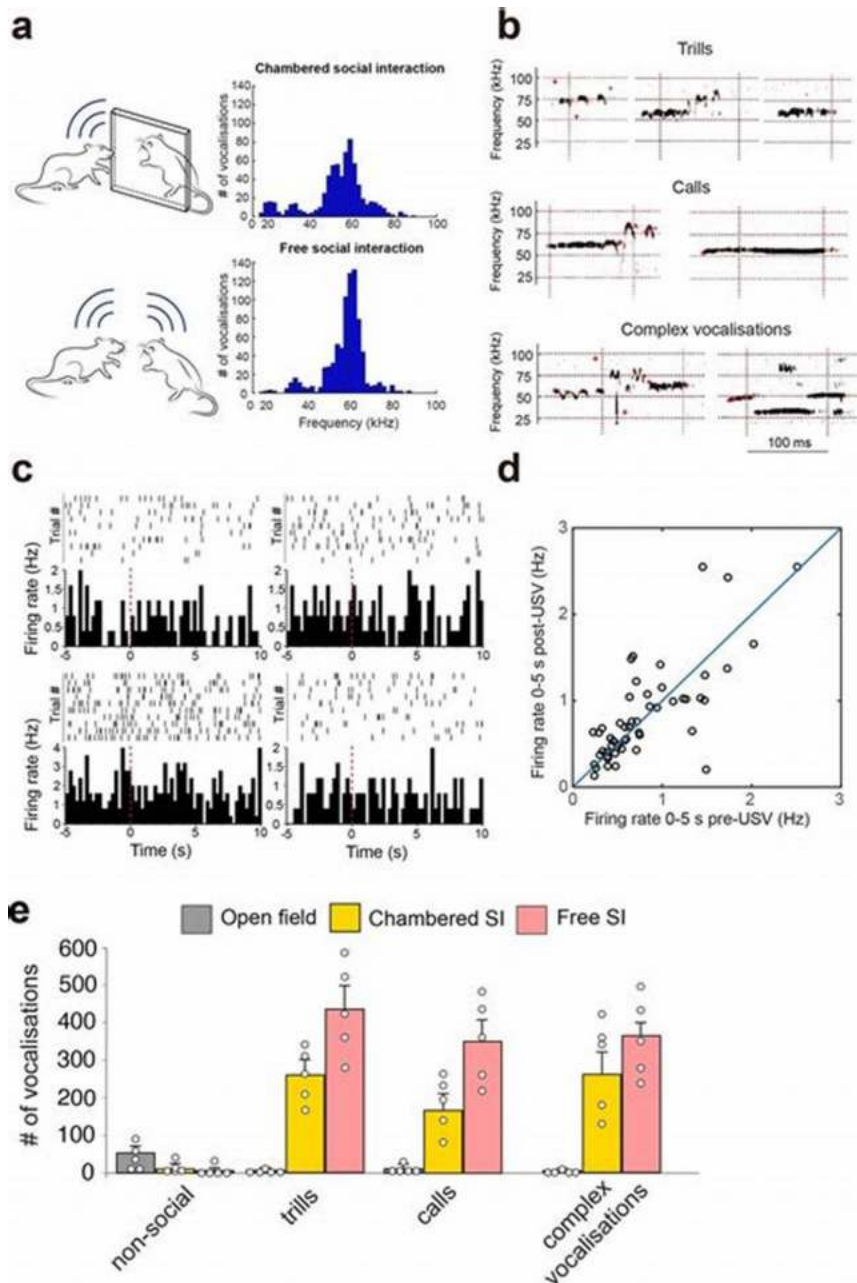 a
Chambered social interaction
# of vocalisations
140
120
100
80
60
40
20
0
20 40 60 80 100
Free social interaction
# of vocalisations
140
120
100
80
60
40
20
0
20 40 60 80 100
Frequency (kHz)
b
Trills
Frequency (kHz)
100
75
50
25
Calls
Frequency (kHz)
100
75
50
25
Complex vocalisations
Frequency (kHz)
100
75
50
25
100 ms
c
Trial #
Firing rate (Hz)
2
1.5
1
0.5
0
-5 0 5 10
Trial #
2
1.5
1
0.5
0
-5 0 5 10
Trial #
Firing rate (Hz)
4
3
2
1
0
-5 0 5 10
Time (s)
Trial #
2
1.5
1
0.5
0
-5 0 5 10
Time (s)
d
Firing rate 0-5 s post-USV (Hz)
3
2
1
0
0 1 2 3
Firing rate 0-5 s pre-USV (Hz)
e
Open field Chambered SI Free SI
# of vocalisations
600
500
400
300
200
100
0
non-social
trills
calls
complex
vocalisations